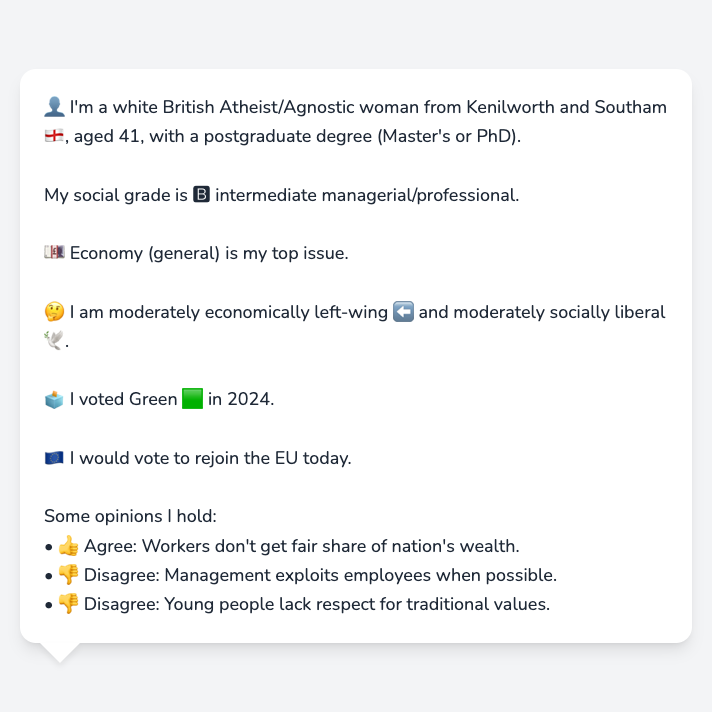 👤 I'm a white British Atheist/Agnostic woman from Kenilworth and Southam
🏴󠁧󠁢󠁥󠁮󠁧󠁿, aged 41, with a postgraduate degree (Master's or PhD).
My social grade is 🅱 intermediate managerial/professional.
💷 Economy (general) is my top issue.
🤔 I am moderately economically left-wing ⬅️ and moderately socially liberal
🕊️.
🗳️ I voted Green 🟩 in 2024.
🇪🇺 I would vote to rejoin the EU today.
Some opinions I hold:
• 👍 Agree: Workers don't get fair share of nation's wealth.
• 👎 Disagree: Management exploits employees when possible.
• 👎 Disagree: Young people lack respect for traditional values.